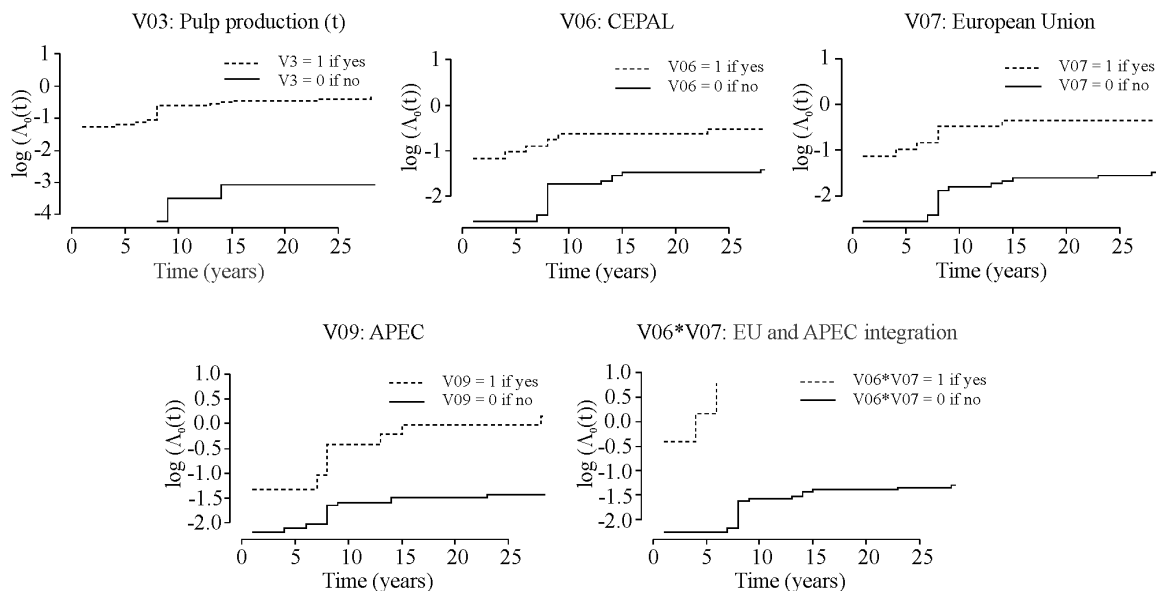 V03: Pulp production (t)
V3 = 1 if yes
V3 = 0 if no
log (Λ₀(t))
1
0
-1
-2
-3
-4
0 5 10 15 20 25
Time (years)
V06: CEPAL
V06 = 1 if yes
V06 = 0 if no
log (Λ₀(t))
1
0
-1
-2
0 5 10 15 20 25
Time (years)
V07: European Union
V07 = 1 if yes
V07 = 0 if no
log (Λ₀(t))
1
0
-1
-2
0 5 10 15 20 25
Time (years)
V09: APEC
V09 = 1 if yes
V09 = 0 if no
log (Λ₀(t))
1.0
0.5
0.0
-0.5
-1.0
-1.5
-2.0
0 5 10 15 20 25
Time (years)
V06*V07: EU and APEC integration
V06*V07 = 1 if yes
V06*V07 = 0 if no
log (Λ₀(t))
1.0
0.5
0.0
-0.5
-1.0
-1.5
-2.0
0 5 10 15 20 25
Time (years)